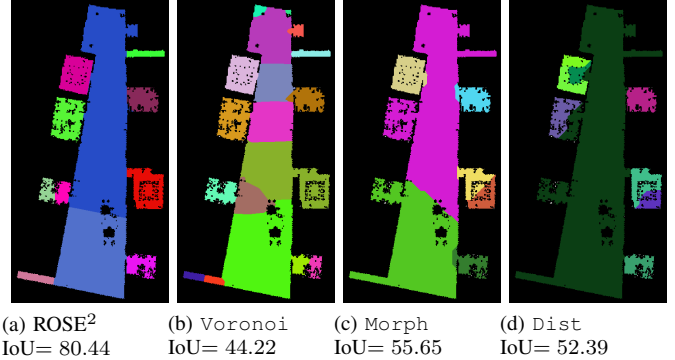 (a) ROSE² (b) Voronoi (c) Morph (d) Dist
IoU= 80.44 IoU= 44.22 IoU= 55.65 IoU= 52.39